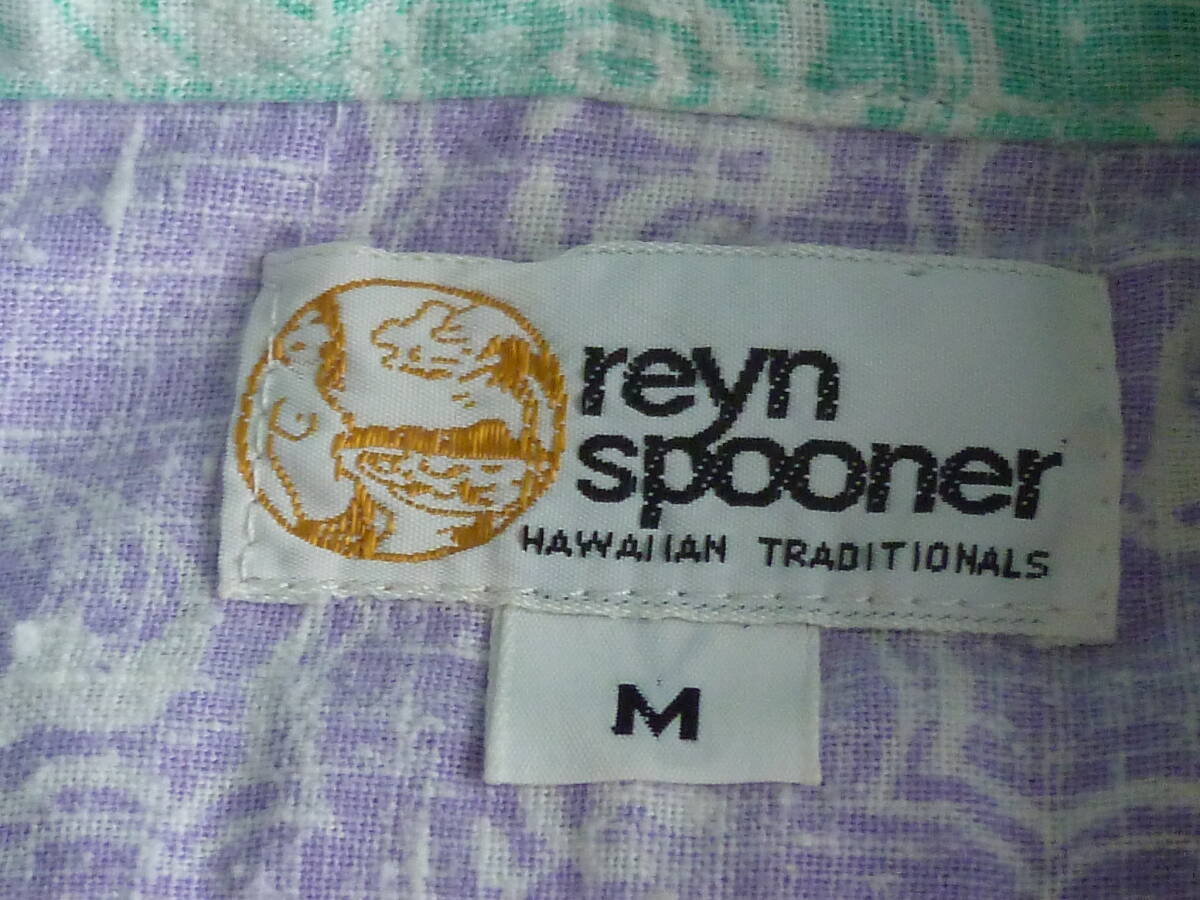 reyn
spooner
HAWAIIAN TRADITIONALS
M